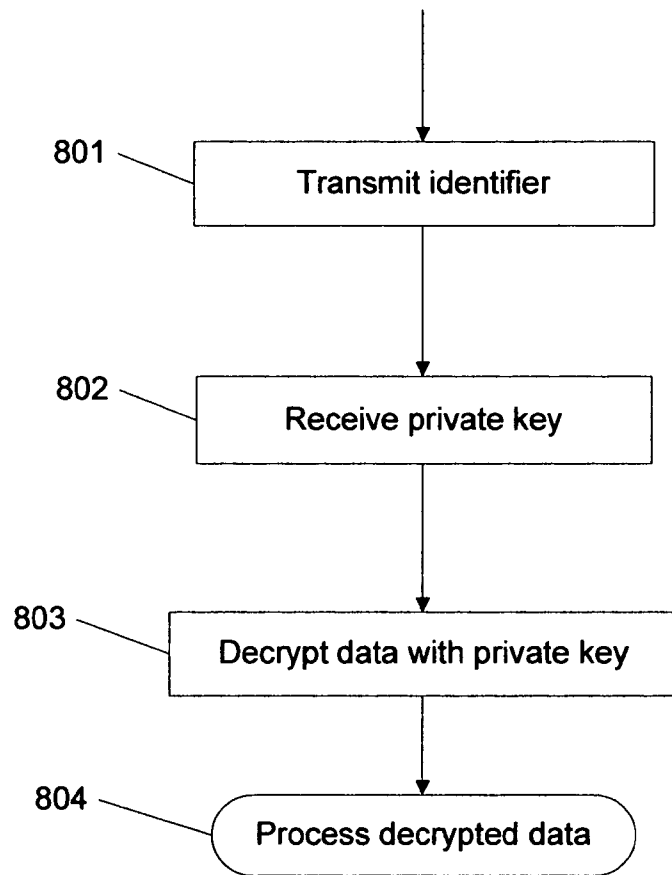 801
Transmit identifier
802
Receive private key
803
Decrypt data with private key
804
Process decrypted data